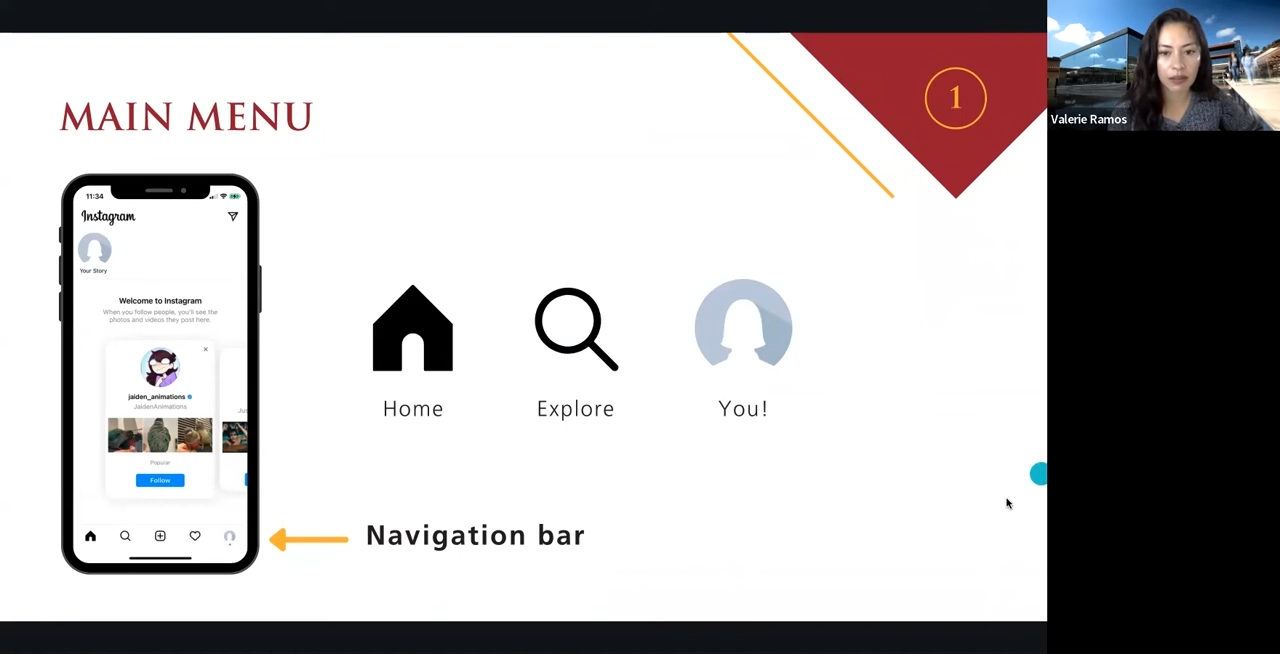 MAIN MENU
1
Valerie Ramos
11:34
Instagram
Your Story
Welcome to Instagram
When you follow people, you'll see the
photos and videos they post here.
jaiden_animations
JaidenAnimations
Popular
Follow
Home
Explore
You!
Navigation bar